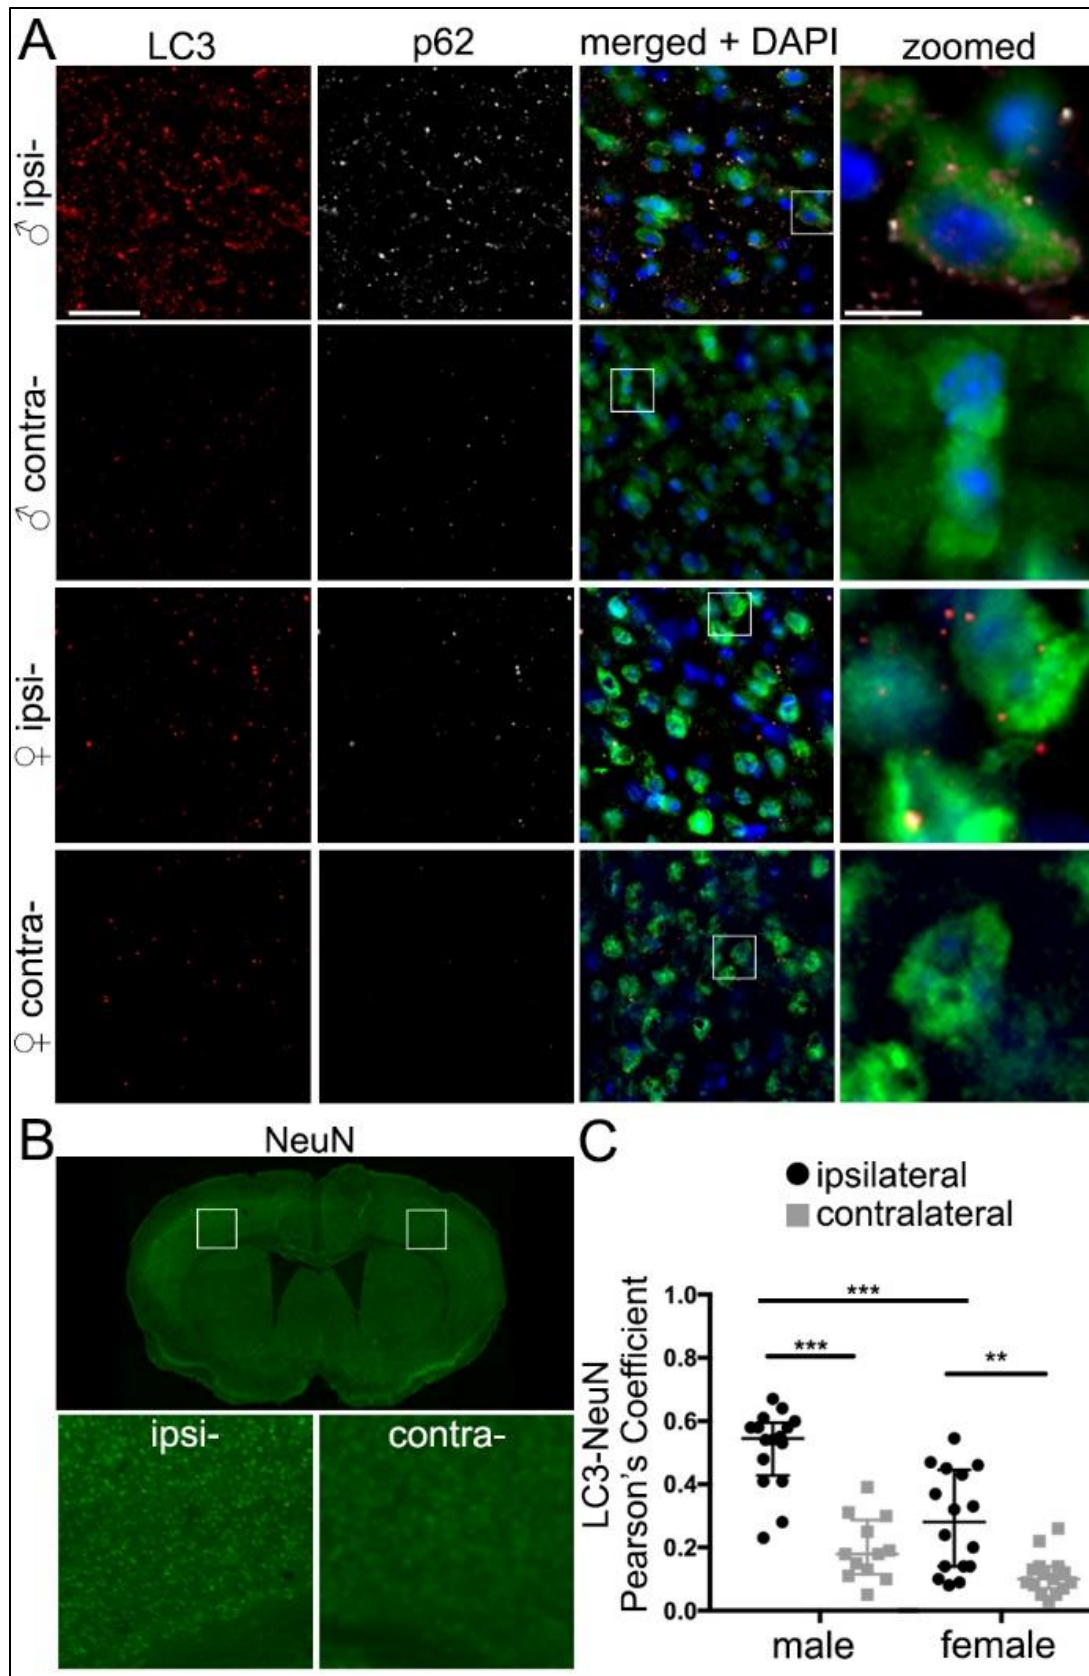 A
LC3 p62 merged + DAPI zoomed
♂ ipsi-
♂ contra-
♀ ipsi-
♀ contra-
B
NeuN
ipsi- contra-
C
ipsilateral
contralateral
LC3-NeuN
Pearson's Coefficient
1.0
0.8
0.6
0.4
0.2
0.0
***
***
**
male female